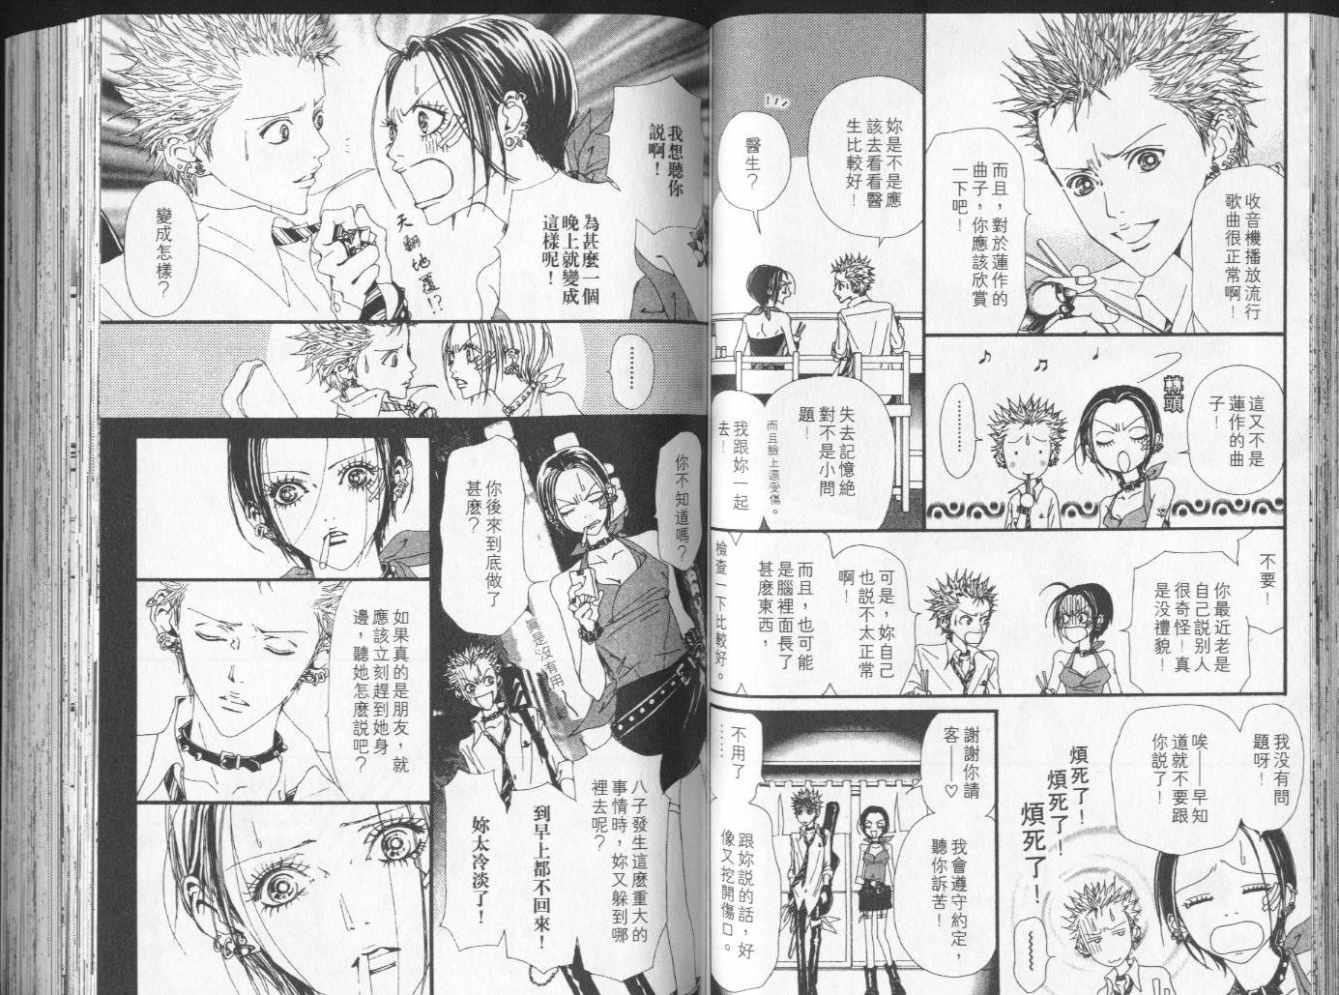 收音機播放流行
歌曲很正常啊！
而且，對於蓮作的
曲子，你應該欣賞
一下吧！
妳是不是應
該去看看醫
生比較好！
醫生？
這又不是
蓮作的曲
子！
轉頭
………
失去記憶絕
對不是小問
題！
而且臉上還受傷。
我跟妳一起
去！
不要！
你最近老是
自己說別人
很奇怪！真
是沒禮貌！
可是，妳自己
也說不太正常
啊！
而且，也可能
是腦裡面長了
甚麼東西，
檢查一下比較好。
我沒有問
題呀！
唉——早知
道就不要跟
你說了！
煩死了！
煩死了！
煩死了！
謝謝你請
客——♡
我會遵守約定，
聽你訴苦！
不用了
……
跟妳說的話，好
像又挖開傷口。
我想聽你
說啊！
為甚麼一個
晚上就變成
這樣呢！
天翻地覆！？
變成怎樣？
………
你不知道嗎？
你後來到底做了
甚麼？
真是沒有用
八子發生這麼重大的
事情時，妳又躲到哪
裡去呢？
到早上都不回來！
妳太冷淡了！
如果真的是朋友，就
應該立刻趕到她身
邊，聽她怎麼說吧？